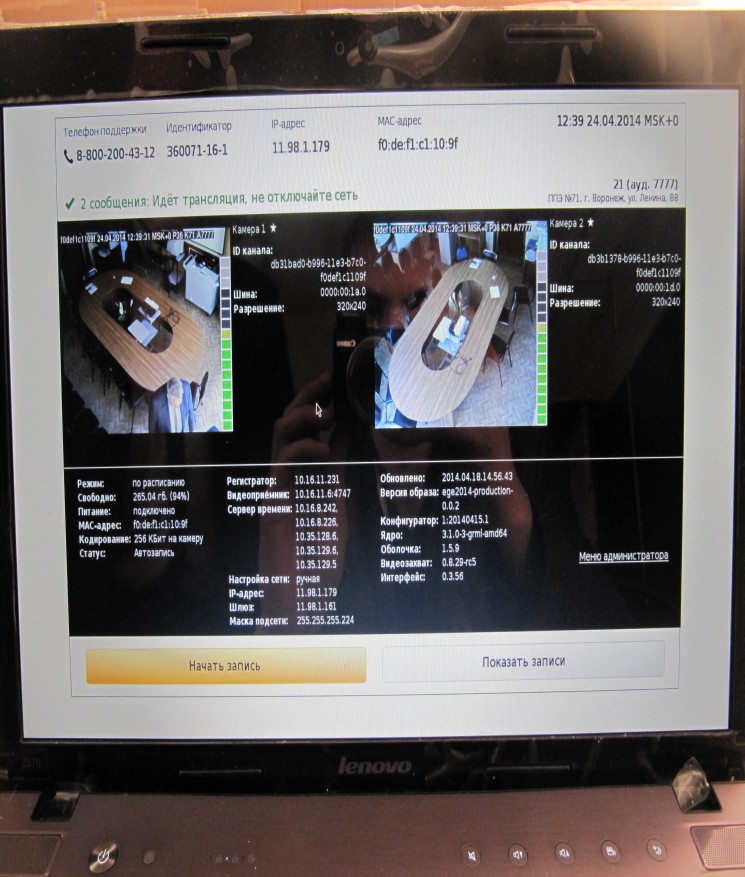 Телефон поддержки
8-800-200-43-12
Идентификатор
360071-16-1
IP-адрес
11.98.1.179
MAC-адрес
f0:de:f1:c1:10:9f
12:39 24.04.2014 MSK+0
21 (ауд. 7777)
ППЭ №71, г. Воронеж, ул. Ленина, 88
✔ 2 сообщения: Идёт трансляция, не отключайте сеть
f0def1c1109f 24.04.2014 12:39:31 MSK+0 P36 K71 A7777
Камера 1 ★
ID канала:
db31bad0-b996-11e3-b7c0-
f0def1c1109f
Шина: 0000:00:1a.0
Разрешение: 320x240
f0def1c1109f 24.04.2014 12:39:31 MSK+0 P36 K71 A7777
Камера 2 ★
ID канала:
db3b1378-b996-11e3-b7c0-
f0def1c1109f
Шина: 0000:00:1d.0
Разрешение: 320x240
Режим: по расписанию
Свободно: 265.04 гб. (94%)
Питание: подключено
MAC-адрес: f0:de:f1:c1:10:9f
Кодирование: 256 КБит на камеру
Статус: Автозапись
Регистратор: 10.16.11.231
Видеоприёмник: 10.16.11.6:4747
Сервер времени: 10.16.8.242,
10.16.8.226,
10.35.128.6,
10.35.129.6,
10.35.129.5
Настройка сети: ручная
IP-адрес: 11.98.1.179
Шлюз: 11.98.1.161
Маска подсети: 255.255.255.224
Обновлено: 2014.04.18.14.56.43
Версия образа: ege2014-production-
0.0.2
Конфигуратор: 1:20140415.1
Ядро: 3.1.0-3-grml-amd64
Оболочка: 1.5.9
Видеозахват: 0.8.29-rc5
Интерфейс: 0.3.56
Меню администратора
Начать запись
Показать записи
lenovo